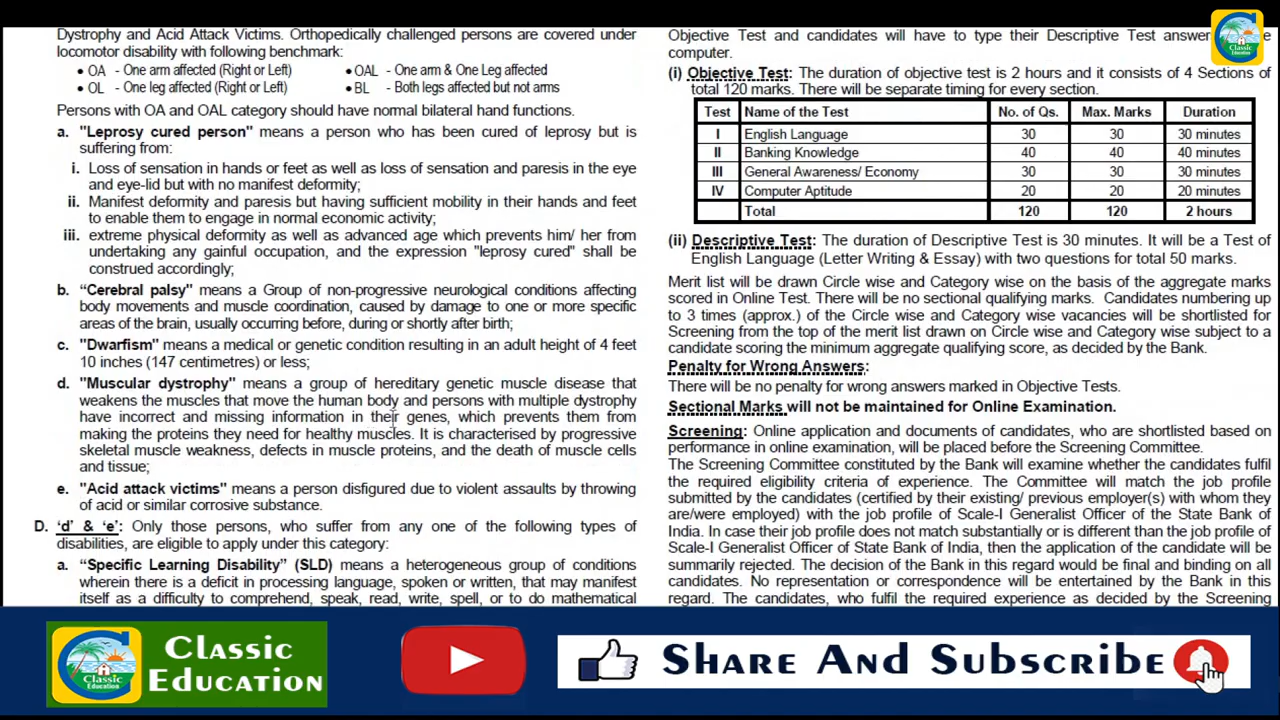 Dystrophy and Acid Attack Victims. Orthopedically challenged persons are covered under
locomotor disability with following benchmark:
• OA - One arm affected (Right or Left) • OAL - One arm & One Leg affected
• OL - One leg affected (Right or Left) • BL - Both legs affected but not arms
Persons with OA and OAL category should have normal bilateral hand functions.
a. "Leprosy cured person" means a person who has been cured of leprosy but is
suffering from:
i. Loss of sensation in hands or feet as well as loss of sensation and paresis in the eye
and eye-lid but with no manifest deformity;
ii. Manifest deformity and paresis but having sufficient mobility in their hands and feet
to enable them to engage in normal economic activity;
iii. extreme physical deformity as well as advanced age which prevents him/ her from
undertaking any gainful occupation, and the expression "leprosy cured" shall be
construed accordingly;
b. “Cerebral palsy" means a Group of non-progressive neurological conditions affecting
body movements and muscle coordination, caused by damage to one or more specific
areas of the brain, usually occurring before, during or shortly after birth;
c. "Dwarfism" means a medical or genetic condition resulting in an adult height of 4 feet
10 inches (147 centimetres) or less;
d. "Muscular dystrophy" means a group of hereditary genetic muscle disease that
weakens the muscles that move the human body and persons with multiple dystrophy
have incorrect and missing information in their genes, which prevents them from
making the proteins they need for healthy muscles. It is characterised by progressive
skeletal muscle weakness, defects in muscle proteins, and the death of muscle cells
and tissue;
e. "Acid attack victims" means a person disfigured due to violent assaults by throwing
of acid or similar corrosive substance.
D. ‘d’ & ‘e’: Only those persons, who suffer from any one of the following types of
disabilities, are eligible to apply under this category:
a. “Specific Learning Disability” (SLD) means a heterogeneous group of conditions
wherein there is a deficit in processing language, spoken or written, that may manifest
itself as a difficulty to comprehend, speak, read, write, spell, or to do mathematical
Objective Test and candidates will have to type their Descriptive Test answer
computer.
(i) Objective Test: The duration of objective test is 2 hours and it consists of 4 Sections of
total 120 marks. There will be separate timing for every section.
Test Name of the Test No. of Qs. Max. Marks Duration
I English Language 30 30 30 minutes
II Banking Knowledge 40 40 40 minutes
III General Awareness/ Economy 30 30 30 minutes
IV Computer Aptitude 20 20 20 minutes
Total 120 120 2 hours
(ii) Descriptive Test: The duration of Descriptive Test is 30 minutes. It will be a Test of
English Language (Letter Writing & Essay) with two questions for total 50 marks.
Merit list will be drawn Circle wise and Category wise on the basis of the aggregate marks
scored in Online Test. There will be no sectional qualifying marks. Candidates numbering up
to 3 times (approx.) of the Circle wise and Category wise vacancies will be shortlisted for
Screening from the top of the merit list drawn on Circle wise and Category wise subject to a
candidate scoring the minimum aggregate qualifying score, as decided by the Bank.
Penalty for Wrong Answers:
There will be no penalty for wrong answers marked in Objective Tests.
Sectional Marks will not be maintained for Online Examination.
Screening: Online application and documents of candidates, who are shortlisted based on
performance in online examination, will be placed before the Screening Committee.
The Screening Committee constituted by the Bank will examine whether the candidates fulfil
the required eligibility criteria of experience. The Committee will match the job profile
submitted by the candidates (certified by their existing/ previous employer(s) with whom they
are/were employed) with the job profile of Scale-I Generalist Officer of the State Bank of
India. In case their job profile does not match substantially or is different than the job profile of
Scale-I Generalist Officer of State Bank of India, then the application of the candidate will be
summarily rejected. The decision of the Bank in this regard would be final and binding on all
candidates. No representation or correspondence will be entertained by the Bank in this
regard. The candidates, who fulfil the required experience as decided by the Screening
Classic
Education
Classic
Education
Classic
Education
Share And Subscribe